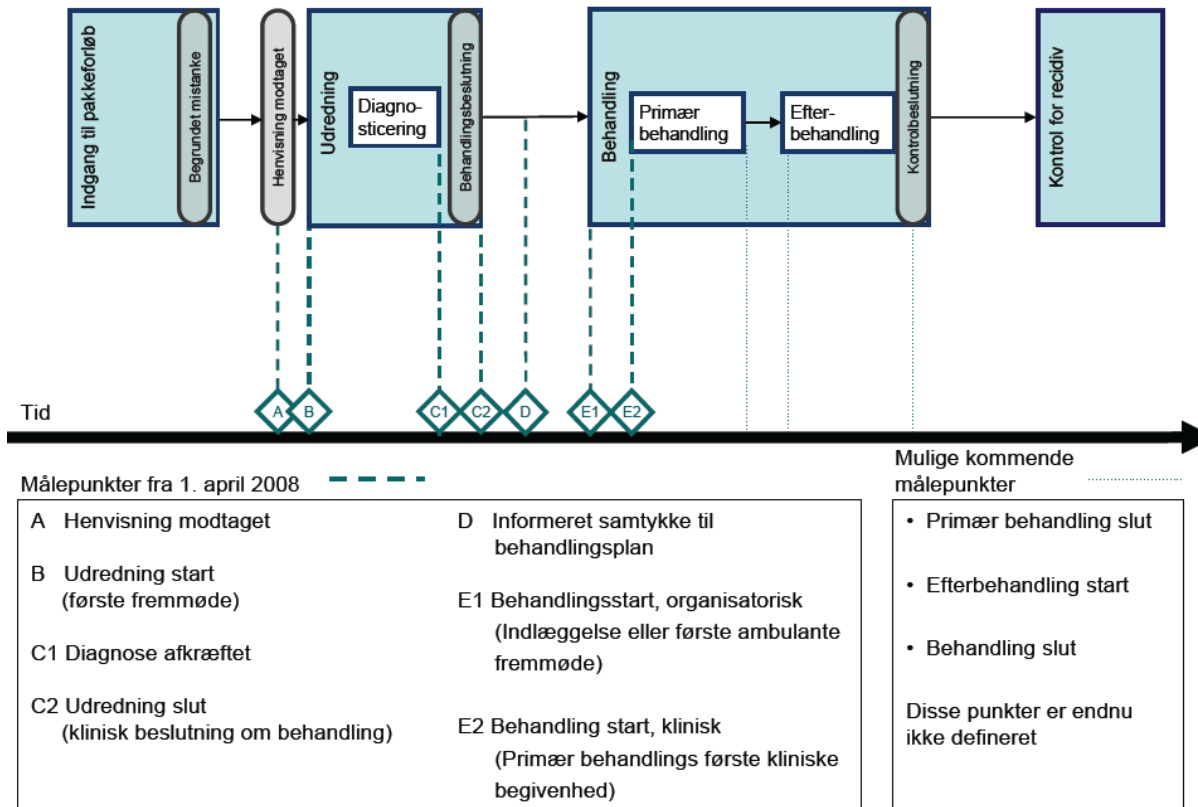 Indgang til pakkeforløb
Begrundet mistanke
Henvisning modtaget
Udredning
Diagno-
sticering
Behandlingsbeslutning
Behandling
Primær
behandling
Efter-
behandling
Kontrolbeslutning
Kontrol for recidiv
Tid
A
B
C1
C2
D
E1
E2
Målepunkter fra 1. april 2008
A Henvisning modtaget
B Udredning start
(første fremmøde)
C1 Diagnose afkræftet
C2 Udredning slut
(klinisk beslutning om behandling)
D Informeret samtykke til
behandlingsplan
E1 Behandlingsstart, organisatorisk
(Indlæggelse eller første ambulante
fremmøde)
E2 Behandling start, klinisk
(Primær behandlings første kliniske
begivenhed)
Mulige kommende
målepunkter
• Primær behandling slut
• Efterbehandling start
• Behandling slut
Disse punkter er endnu
ikke defineret